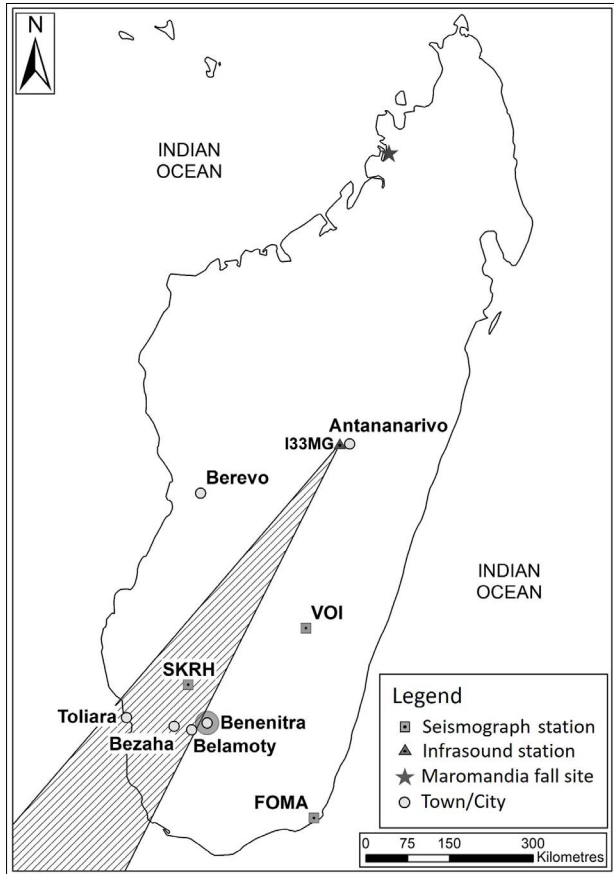 N
INDIAN
OCEAN
Antananarivo
I33MG
Berevo
INDIAN
OCEAN
VOI
SKRH
Toliara
Benenitra
Bezaha
Belamoty
FOMA
Legend
Seismograph station
Infrasound station
Maromandia fall site
Town/City
0 75 150 300
Kilometres